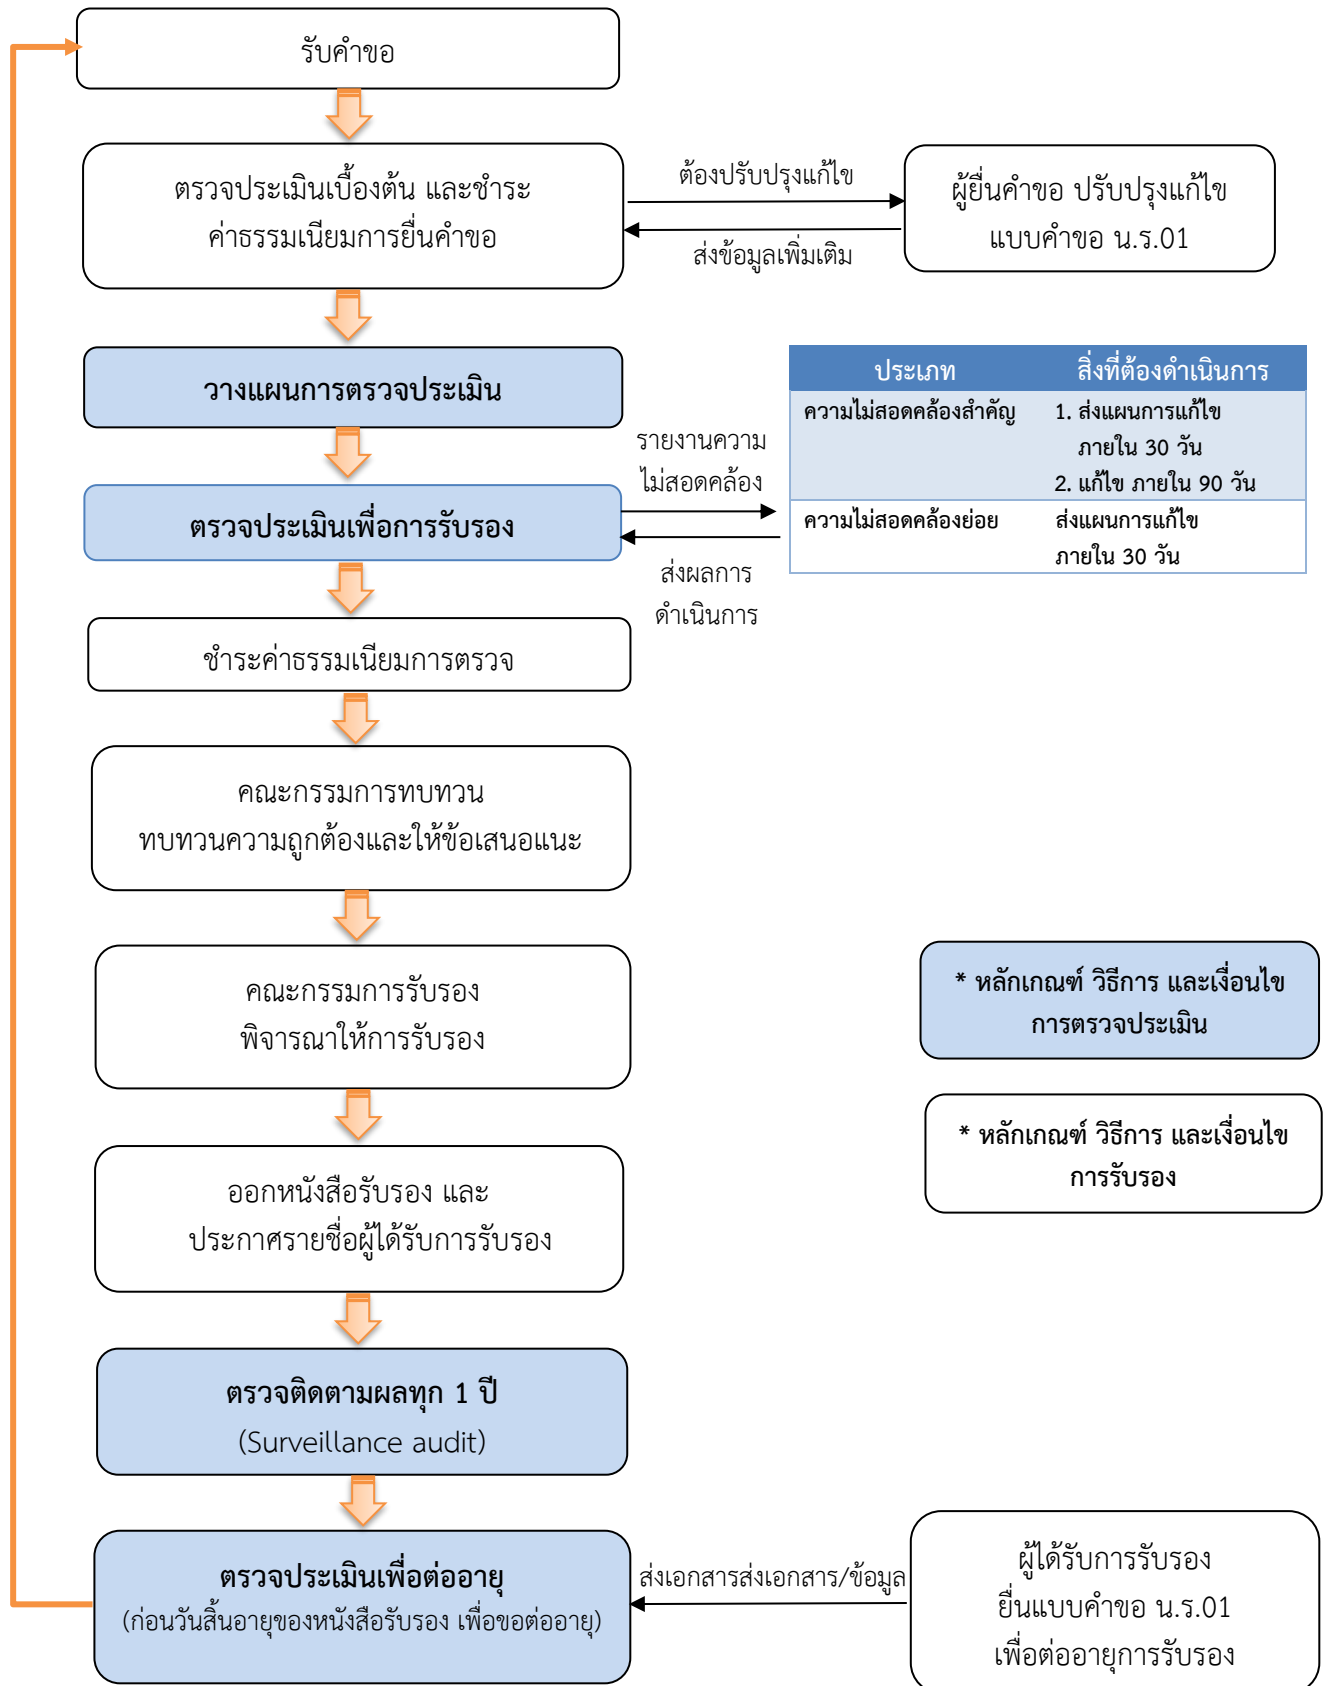 รับคำขอ
ตรวจประเมินเบื้องต้น และชำระ
ค่าธรรมเนียมการยื่นคำขอ
ต้องปรับปรุงแก้ไข
ส่งข้อมูลเพิ่มเติม
ผู้ยื่นคำขอ ปรับปรุงแก้ไข
แบบคำขอ น.ร.01
วางแผนการตรวจประเมิน
ประเภท สิ่งที่ต้องดำเนินการ
ความไม่สอดคล้องสำคัญ 1. ส่งแผนการแก้ไข
ภายใน 30 วัน
2. แก้ไข ภายใน 90 วัน
ความไม่สอดคล้องย่อย ส่งแผนการแก้ไข
ภายใน 30 วัน
รายงานความ
ไม่สอดคล้อง
ตรวจประเมินเพื่อการรับรอง
ส่งผลการ
ดำเนินการ
ชำระค่าธรรมเนียมการตรวจ
คณะกรรมการทบทวน
ทบทวนความถูกต้องและให้ข้อเสนอแนะ
คณะกรรมการรับรอง
พิจารณาให้การรับรอง
* หลักเกณฑ์ วิธีการ และเงื่อนไข
การตรวจประเมิน
* หลักเกณฑ์ วิธีการ และเงื่อนไข
การรับรอง
ออกหนังสือรับรอง และ
ประกาศรายชื่อผู้ได้รับการรับรอง
ตรวจติดตามผลทุก 1 ปี
(Surveillance audit)
ตรวจประเมินเพื่อต่ออายุ
(ก่อนวันสิ้นอายุของหนังสือรับรอง เพื่อขอต่ออายุ)
ส่งเอกสารส่งเอกสาร/ข้อมูล
ผู้ได้รับการรับรอง
ยื่นแบบคำขอ น.ร.01
เพื่อต่ออายุการรับรอง